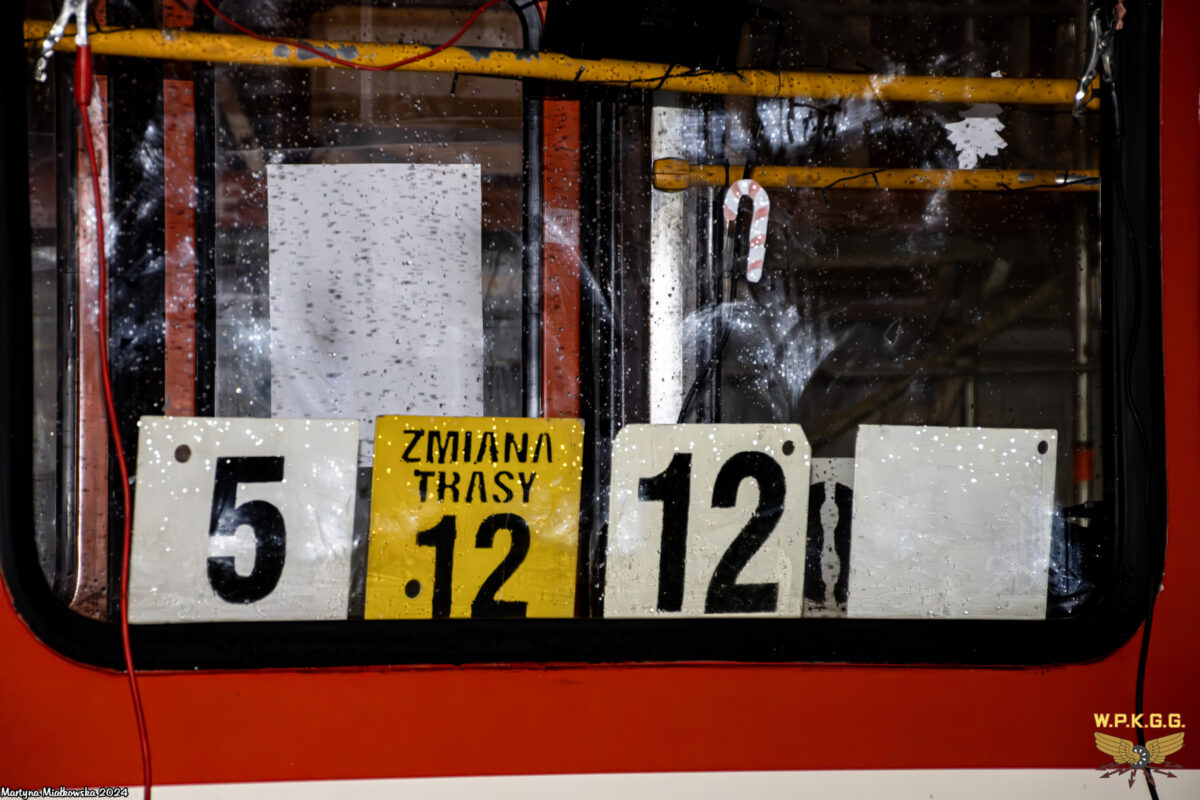 5
ZMIANA
TRASY
12
12
W.P.K.G.G.
Martyna Miałkowska 2024